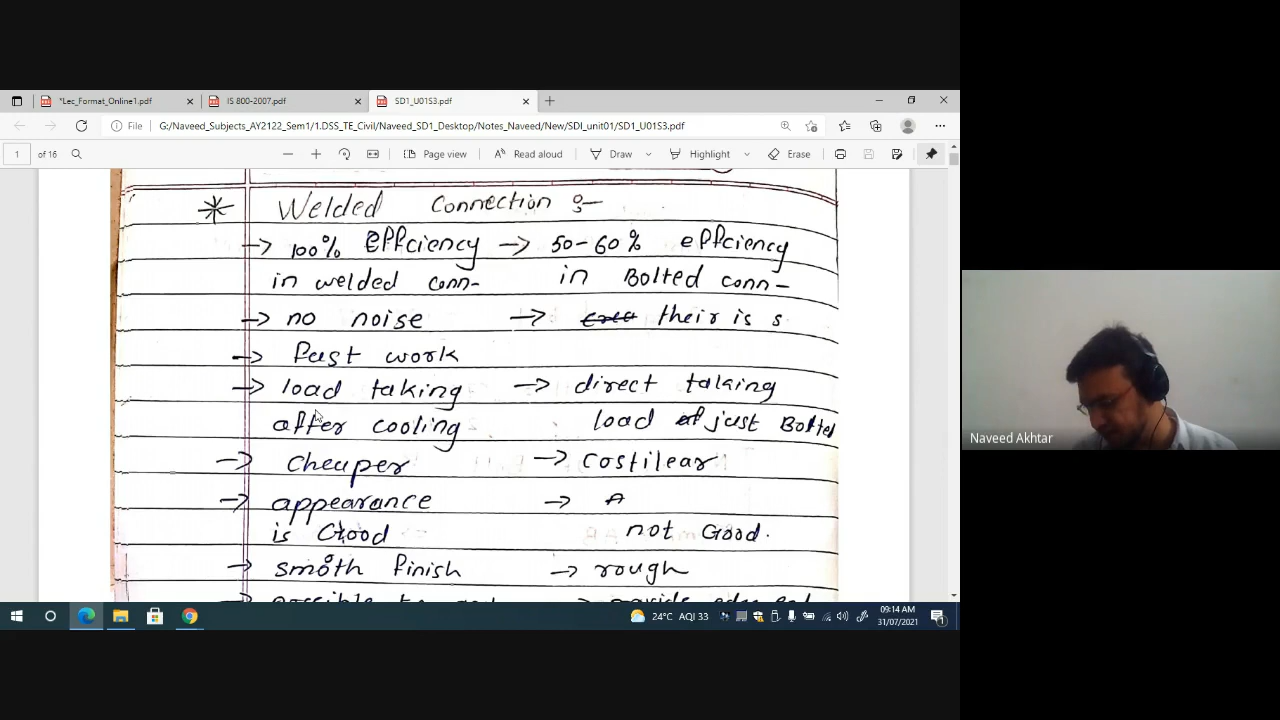 *Lec_Format_Online1.pdf
IS 800-2007.pdf
SD1_U01S3.pdf
File G:/Naveed_Subjects_AY2122_Sem1/1.DSS_TE_Civil/Naveed_SD1_Desktop/Notes_Naveed/New/SDI_unit01/SD1_U01S3.pdf
1 of 16 Page view Read aloud Draw Highlight Erase
* Welded Connection :-
→ 100% Effciency → 50-60% effciency
in welded conn- in Bolted conn-
→ no noise → their is s
→ fast work
→ load taking → direct taking
after cooling load just Bolted
→ Cheaper → costilear
→ appearance → A
is Good not Good.
→ smoth finish → rough
Naveed Akhtar
24°C AQI 33
09:14 AM
31/07/2021